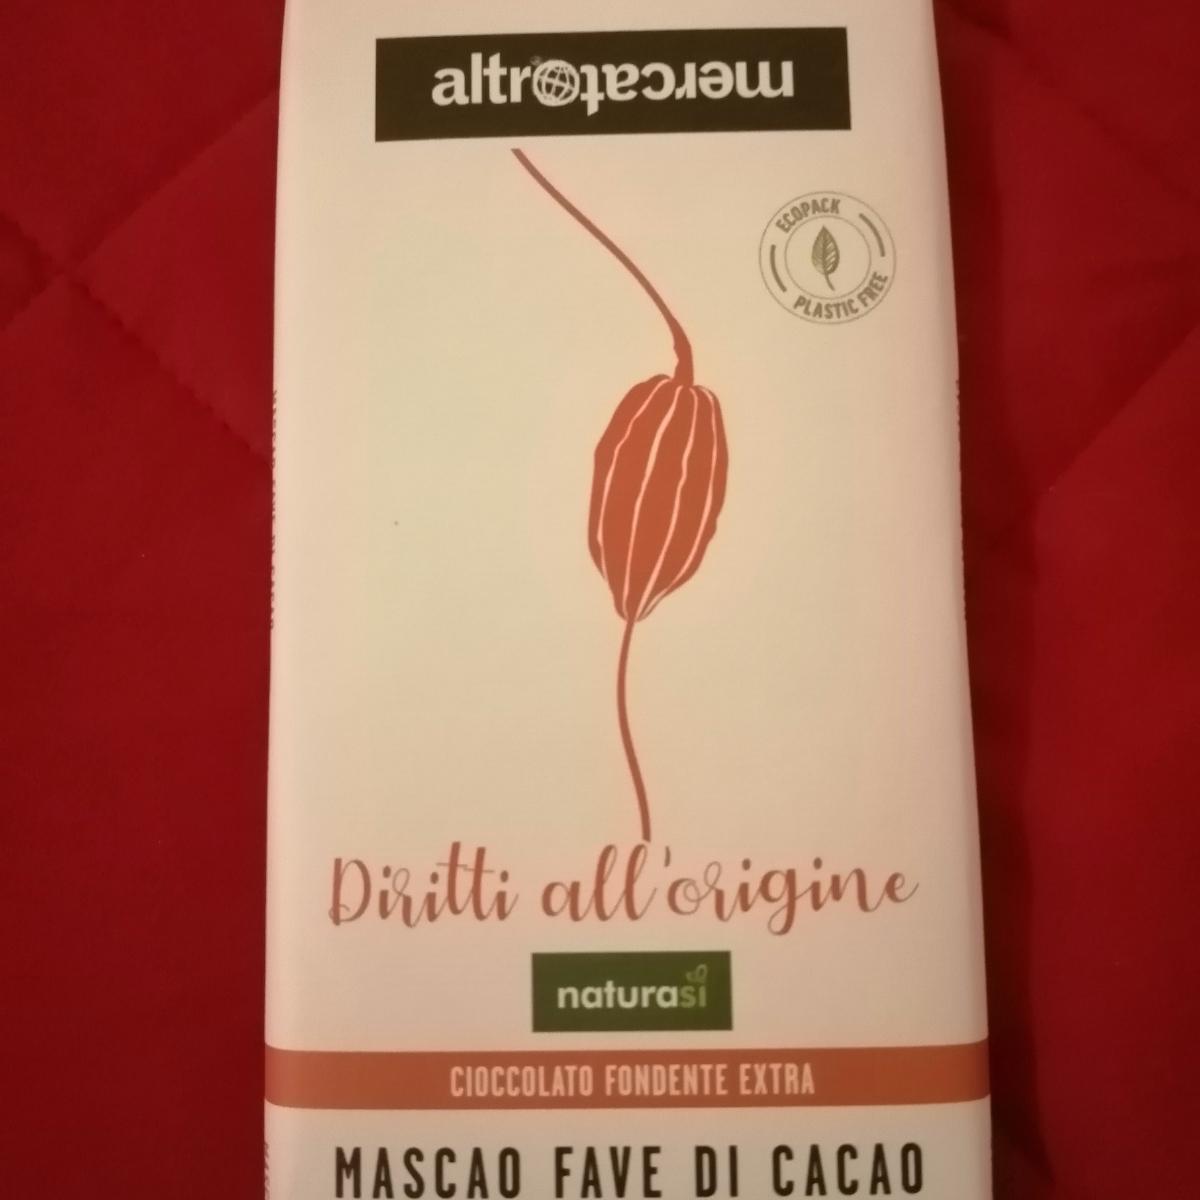 altromercato
ECOPACK
PLASTIC FREE
Diritti all'origine
naturasì
CIOCCOLATO FONDENTE EXTRA
MASCAO FAVE DI CACAO